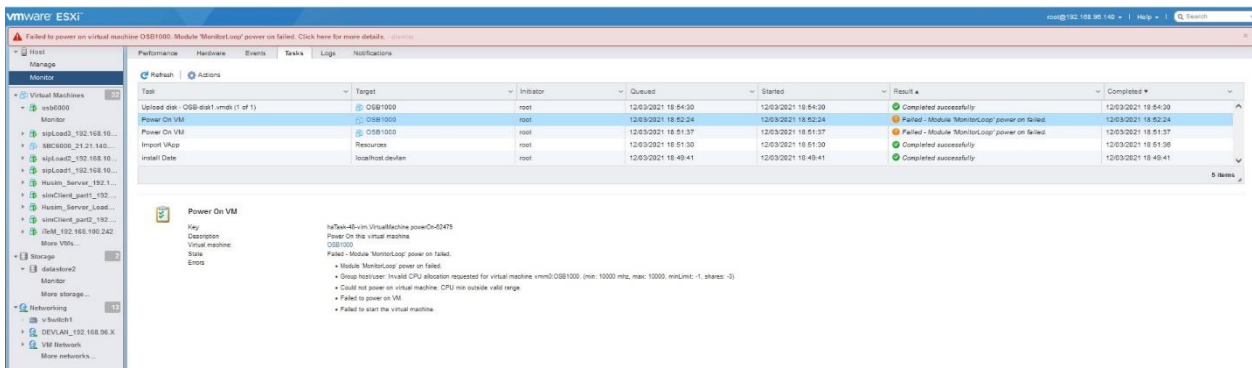 vmware ESXi™
root@192.168.96.140 | Help | Search
Failed to power on virtual machine OSB1000. Module 'MonitorLoop' power on failed. Click here for more details. - dismiss
Host
Manage
Monitor
Virtual Machines 22
osb6000
Monitor
sipLoad3_192.168.10...
SBC6000_21.21.140....
sipLoad2_192.168.10...
sipLoad1_192.168.10...
Husim_Server_192.1...
simClient_part1_192....
Husim_Server_Load...
simClient_part2_192....
iTeM_192.168.100.242
More VMs...
Storage 2
datastore2
Monitor
More storage...
Networking 13
vSwitch1
DEVLAN_192.168.96.X
VM Network
More networks...
Performance Hardware Events Tasks Logs Notifications
Refresh | Actions
Task Target Initiator Queued Started Result ▲ Completed ▼
Upload disk - OSB-disk1.vmdk (1 of 1) OSB1000 root 12/03/2021 18:54:30 12/03/2021 18:54:30 Completed successfully 12/03/2021 18:54:30
Power On VM OSB1000 root 12/03/2021 18:52:24 12/03/2021 18:52:24 Failed - Module 'MonitorLoop' power on failed. 12/03/2021 18:52:24
Power On VM OSB1000 root 12/03/2021 18:51:37 12/03/2021 18:51:37 Failed - Module 'MonitorLoop' power on failed. 12/03/2021 18:51:37
Import VApp Resources root 12/03/2021 18:51:30 12/03/2021 18:51:30 Completed successfully 12/03/2021 18:51:36
install Date localhost.devlan root 12/03/2021 18:49:41 12/03/2021 18:49:41 Completed successfully 12/03/2021 18:49:41
5 items
Power On VM
Key haTask-48-vim.VirtualMachine.powerOn-62475
Description Power On this virtual machine
Virtual machine: OSB1000
State Failed - Module 'MonitorLoop' power on failed.
Errors
• Module 'MonitorLoop' power on failed.
• Group host/user: Invalid CPU allocation requested for virtual machine vmm0:OSB1000. (min: 10000 mhz, max: 10000, minLimit: -1, shares: -3)
• Could not power on virtual machine: CPU min outside valid range.
• Failed to power on VM.
• Failed to start the virtual machine.